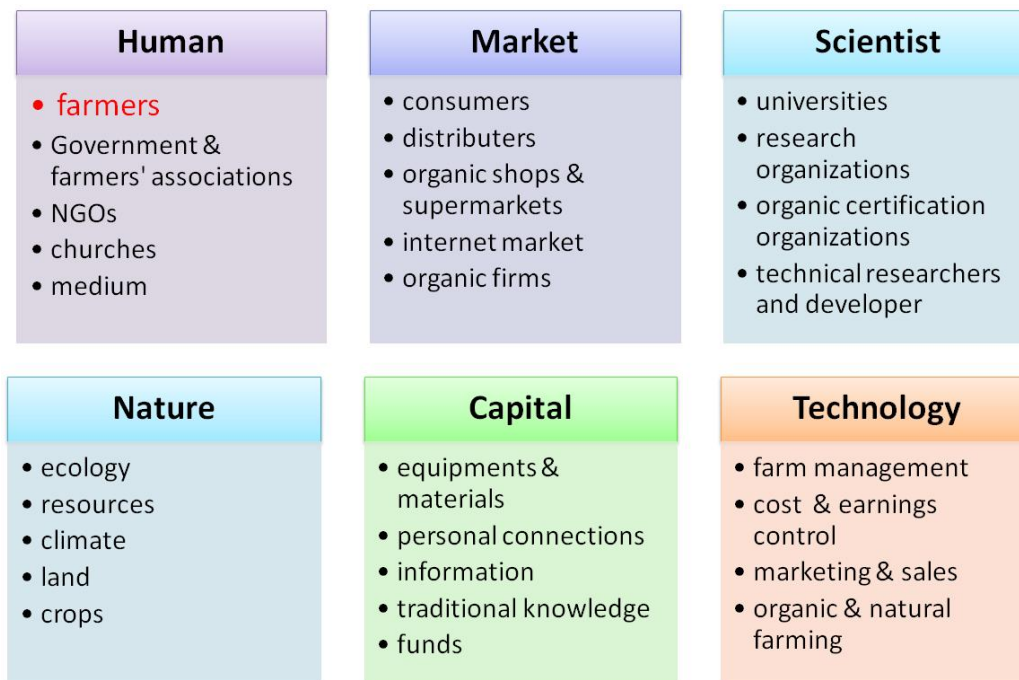 Human
• farmers
• Government &
farmers' associations
• NGOs
• churches
• medium
Market
• consumers
• distributers
• organic shops &
supermarkets
• internet market
• organic firms
Scientist
• universities
• research
organizations
• organic certification
organizations
• technical researchers
and developer
Nature
• ecology
• resources
• climate
• land
• crops
Capital
• equipments &
materials
• personal connections
• information
• traditional knowledge
• funds
Technology
• farm management
• cost & earnings
control
• marketing & sales
• organic & natural
farming